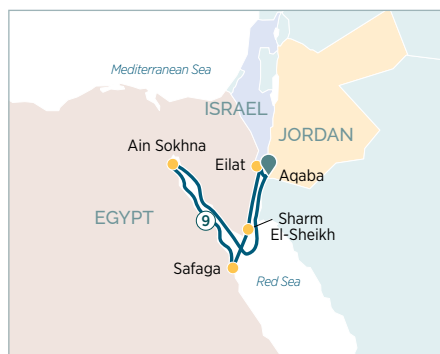 Mediterranean Sea
ISRAEL
JORDAN
Ain Sokhna
Eilat
Aqaba
EGYPT
9
Sharm
El-Sheikh
Safaga
Red Sea